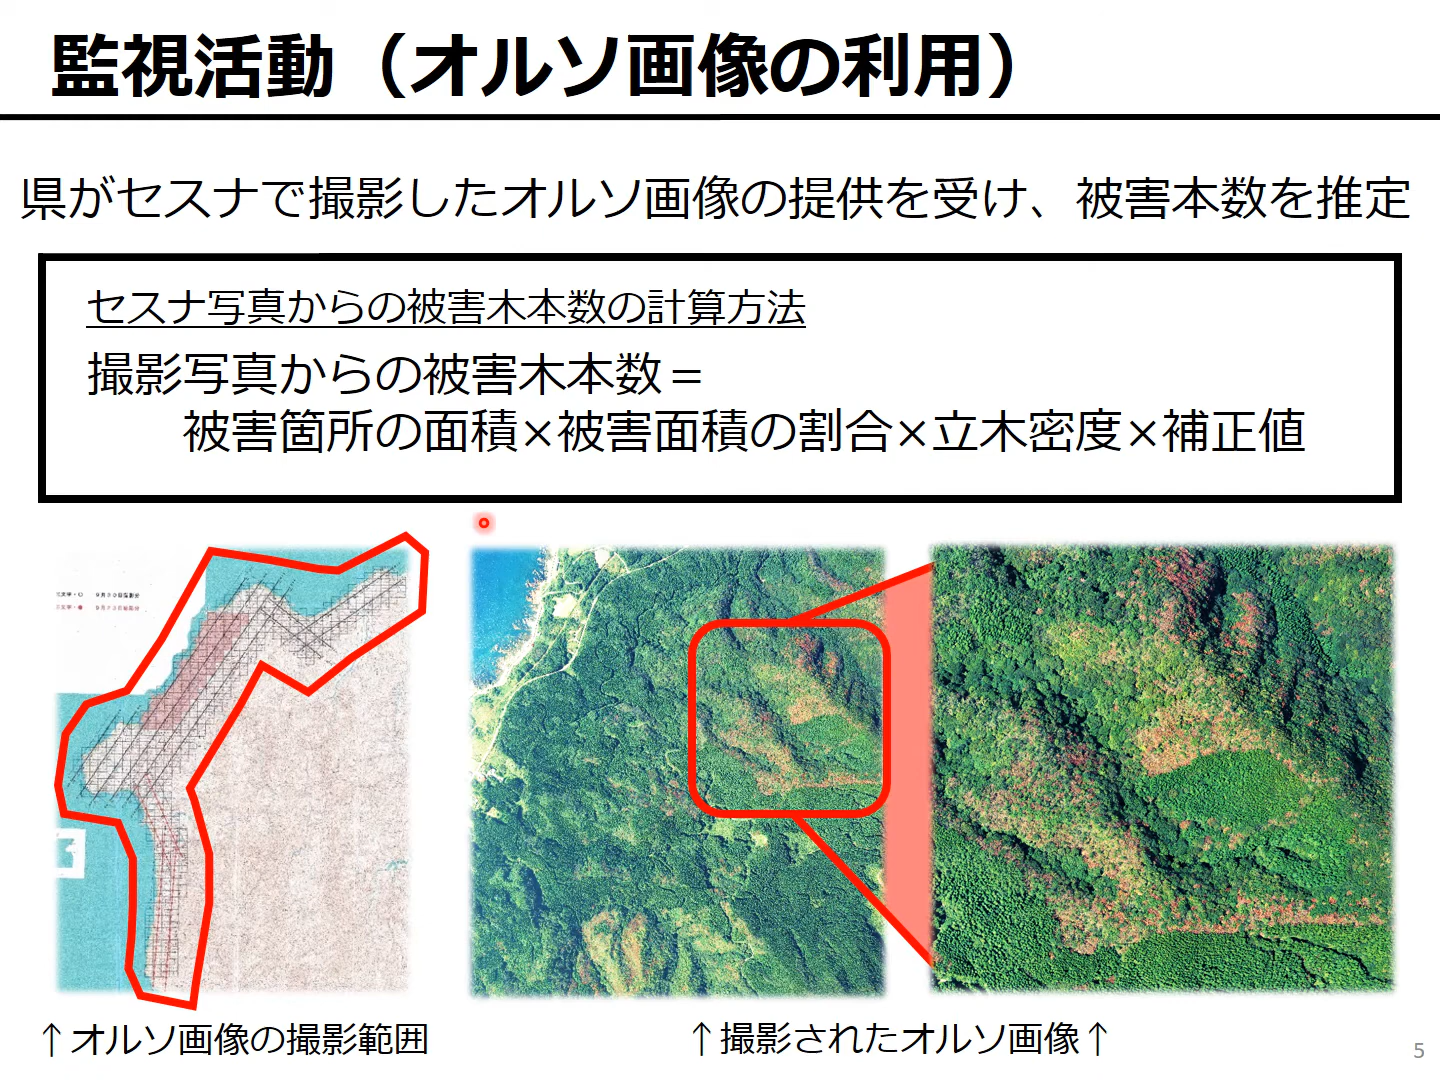 監視活動（オルソ画像の利用）
県がセスナで撮影したオルソ画像の提供を受け、被害本数を推定
セスナ写真からの被害木本数の計算方法
撮影写真からの被害木本数＝
被害箇所の面積×被害面積の割合×立木密度×補正値
↑オルソ画像の撮影範囲
↑撮影されたオルソ画像↑
5